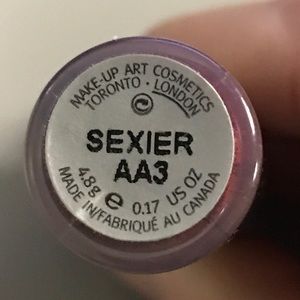 MAKE-UP ART COSMETICS
TORONTO · LONDON
SEXIER
AA3
4.8g e 0.17 US OZ
MADE IN/FABRIQUÉ AU CANADA